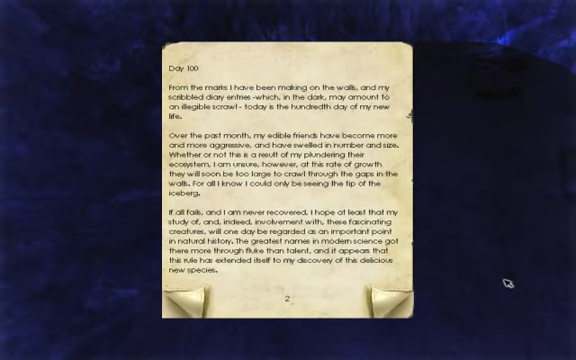 Day 100
From the marks I have been making on the walls, and my
scribbled diary entries -which, in the dark, may amount to
an illegible scrawl - today is the hundredth day of my new
life.
Over the past month, my edible friends have become more
and more aggressive, and have swelled in number and size.
Whether or not this is a result of my plundering their
ecosystem, I am unsure, however, at this rate of growth
they will soon be too large to crawl through the gaps in the
walls. For all I know I could only be seeing the tip of the
iceberg.
If all fails, and I am never recovered, I hope at least that my
study of, and, indeed, involvement with, these fascinating
creatures, will one day be regarded as an important point
in natural history. The greatest names in modern science got
there more through fluke than talent, and it appears that
this rule has extended itself to my discovery of this delicious
new species.
2